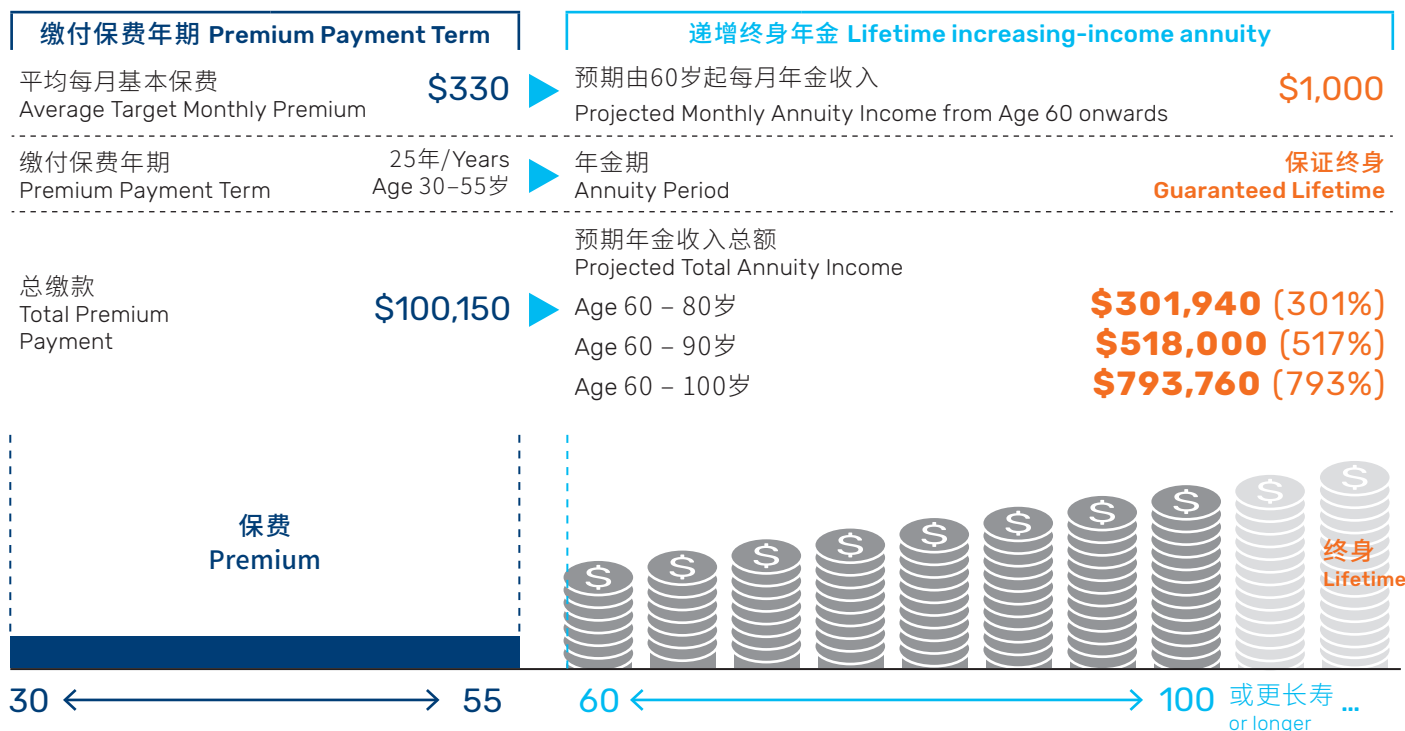 缴付保费年期 Premium Payment Term
递增终身年金 Lifetime increasing-income annuity
平均每月基本保费
Average Target Monthly Premium
$330
预期由60岁起每月年金收入
Projected Monthly Annuity Income from Age 60 onwards
$1,000
缴付保费年期
Premium Payment Term
25年/Years
Age 30–55岁
年金期
Annuity Period
保证终身
Guaranteed Lifetime
总缴款
Total Premium
Payment
$100,150
预期年金收入总额
Projected Total Annuity Income
Age 60 – 80岁 $301,940 (301%)
Age 60 – 90岁 $518,000 (517%)
Age 60 – 100岁 $793,760 (793%)
保费
Premium
$ $ $ $ $ $ $ $ $ $
终身
Lifetime
30 55 60 100 或更长寿 ...
or longer